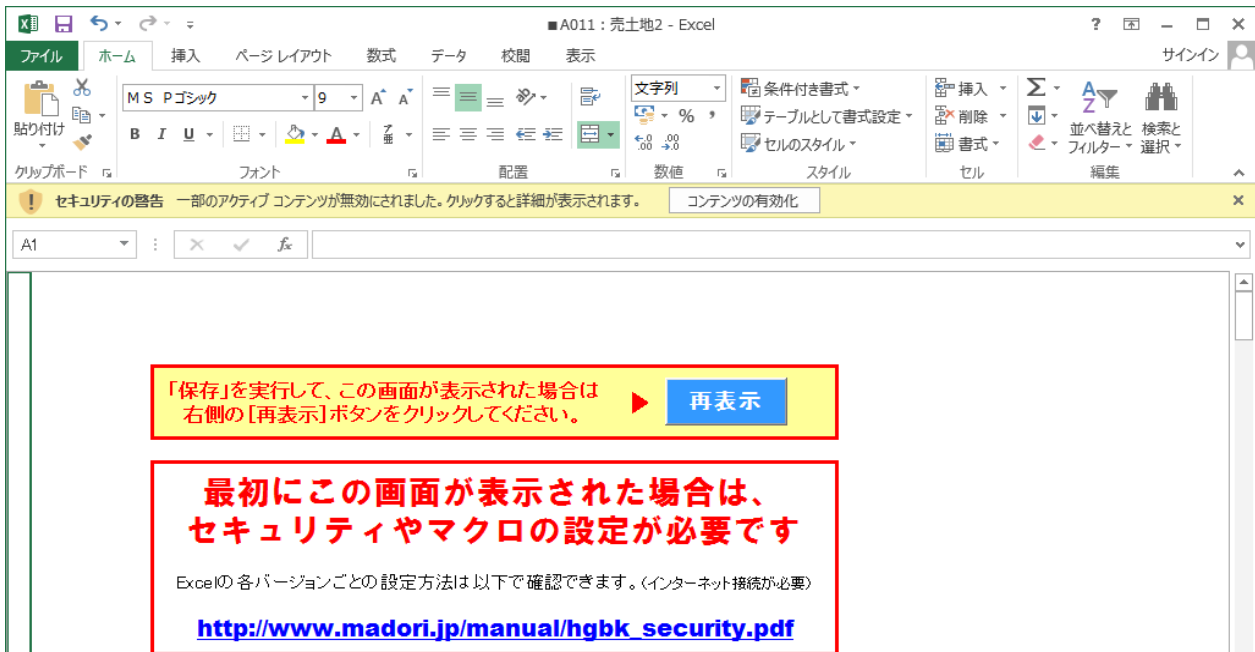 ■A011：売土地2 - Excel
ファイル ホーム 挿入 ページ レイアウト 数式 データ 校閲 表示 サインイン
貼り付け
ＭＳ Ｐゴシック 9
B I U
文字列
% ,
条件付き書式
テーブルとして書式設定
セルのスタイル
挿入
削除
書式
並べ替えと
フィルター
検索と
選択
クリップボード フォント 配置 数値 スタイル セル 編集
セキュリティの警告 一部のアクティブ コンテンツが無効にされました。クリックすると詳細が表示されます。 コンテンツの有効化
A1 fx
「保存」を実行して、この画面が表示された場合は
右側の［再表示］ボタンをクリックしてください。
再表示
最初にこの画面が表示された場合は、
セキュリティやマクロの設定が必要です
Excelの各バージョンごとの設定方法は以下で確認できます。（インターネット接続が必要）
http://www.madori.jp/manual/hgbk_security.pdf